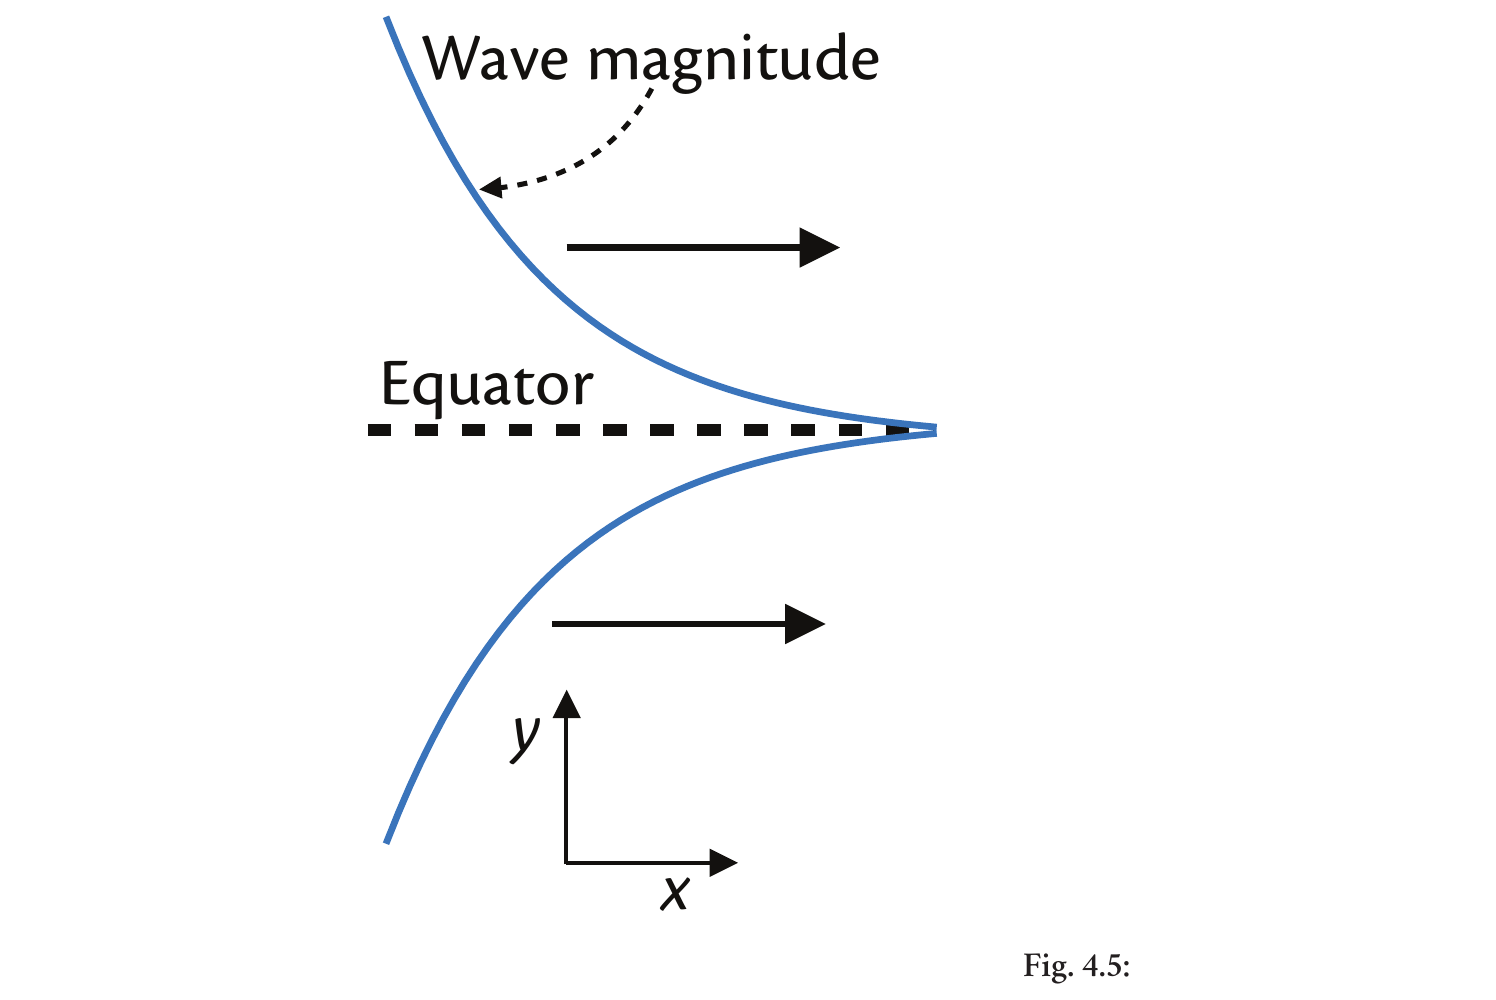 Wave magnitude
Equator
y
x
Fig. 4.5: